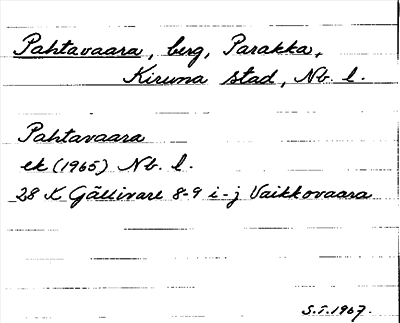 Pahtavaara, berg, Parakka,
Kiruna stad, Nb. l.
Pahtavaara
ek (1965) Nb. l.
28 K Gällivare 8-9 i-j Vaikkovaara
S.I. 1967.